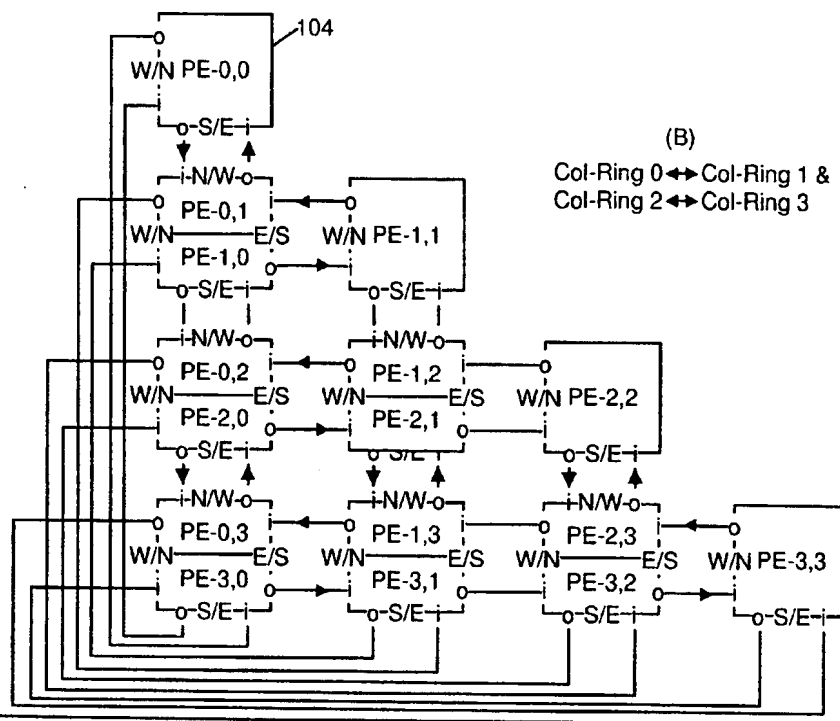 104
o
W/N PE-0,0
i
o-S/E-i
(B)
Col-Ring 0↔Col-Ring 1 &
Col-Ring 2↔Col-Ring 3
i-N/W-o
o PE-0,1 i o
W/N E/S W/N PE-1,1
i PE-1,0 o i
o-S/E-i o-S/E-i
i-N/W-o i-N/W-o
o PE-0,2 i o PE-1,2 i o
W/N E/S W/N E/S W/N PE-2,2
i PE-2,0 o i PE-2,1 o i
o-S/E-i o-S/E-i o-S/E-i
i-N/W-o i-N/W-o i-N/W-o
o PE-0,3 i o PE-1,3 i o PE-2,3 i o
W/N E/S W/N E/S W/N E/S W/N PE-3,3
i PE-3,0 o i PE-3,1 o i PE-3,2 o i
o-S/E-i o-S/E-i o-S/E-i o-S/E-i